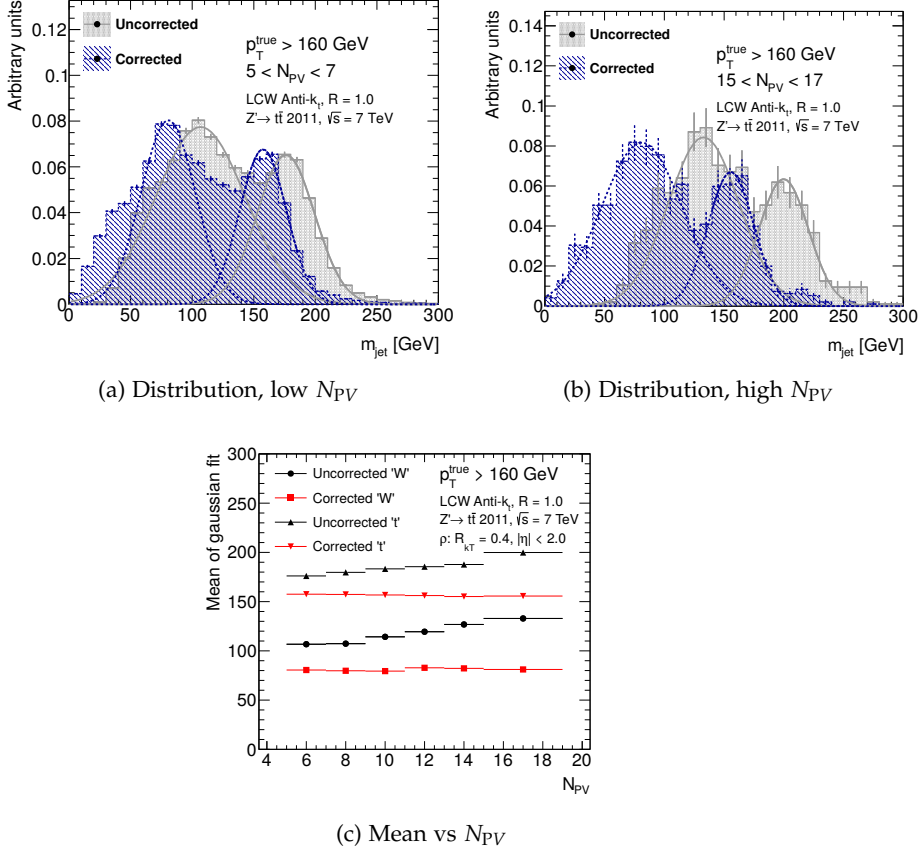 Arbitrary units
0.12
0.1
0.08
0.06
0.04
0.02
0
Uncorrected
Corrected
p_T^true > 160 GeV
5 < N_PV < 7
LCW Anti-k_t, R = 1.0
Z'→ tt̄ 2011, √s = 7 TeV
0 50 100 150 200 250 300
m_jet [GeV]
(a) Distribution, low N_PV
Arbitrary units
0.14
0.12
0.1
0.08
0.06
0.04
0.02
0
Uncorrected
Corrected
p_T^true > 160 GeV
15 < N_PV < 17
LCW Anti-k_t, R = 1.0
Z'→ tt̄ 2011, √s = 7 TeV
0 50 100 150 200 250 300
m_jet [GeV]
(b) Distribution, high N_PV
Mean of gaussian fit
300
250
200
150
100
50
0
Uncorrected 'W'
Corrected 'W'
Uncorrected 't'
Corrected 't'
p_T^true > 160 GeV
LCW Anti-k_t, R = 1.0
Z'→ tt̄ 2011, √s = 7 TeV
ρ: R_kT = 0.4, |η| < 2.0
4 6 8 10 12 14 16 18 20
N_PV
(c) Mean vs N_PV